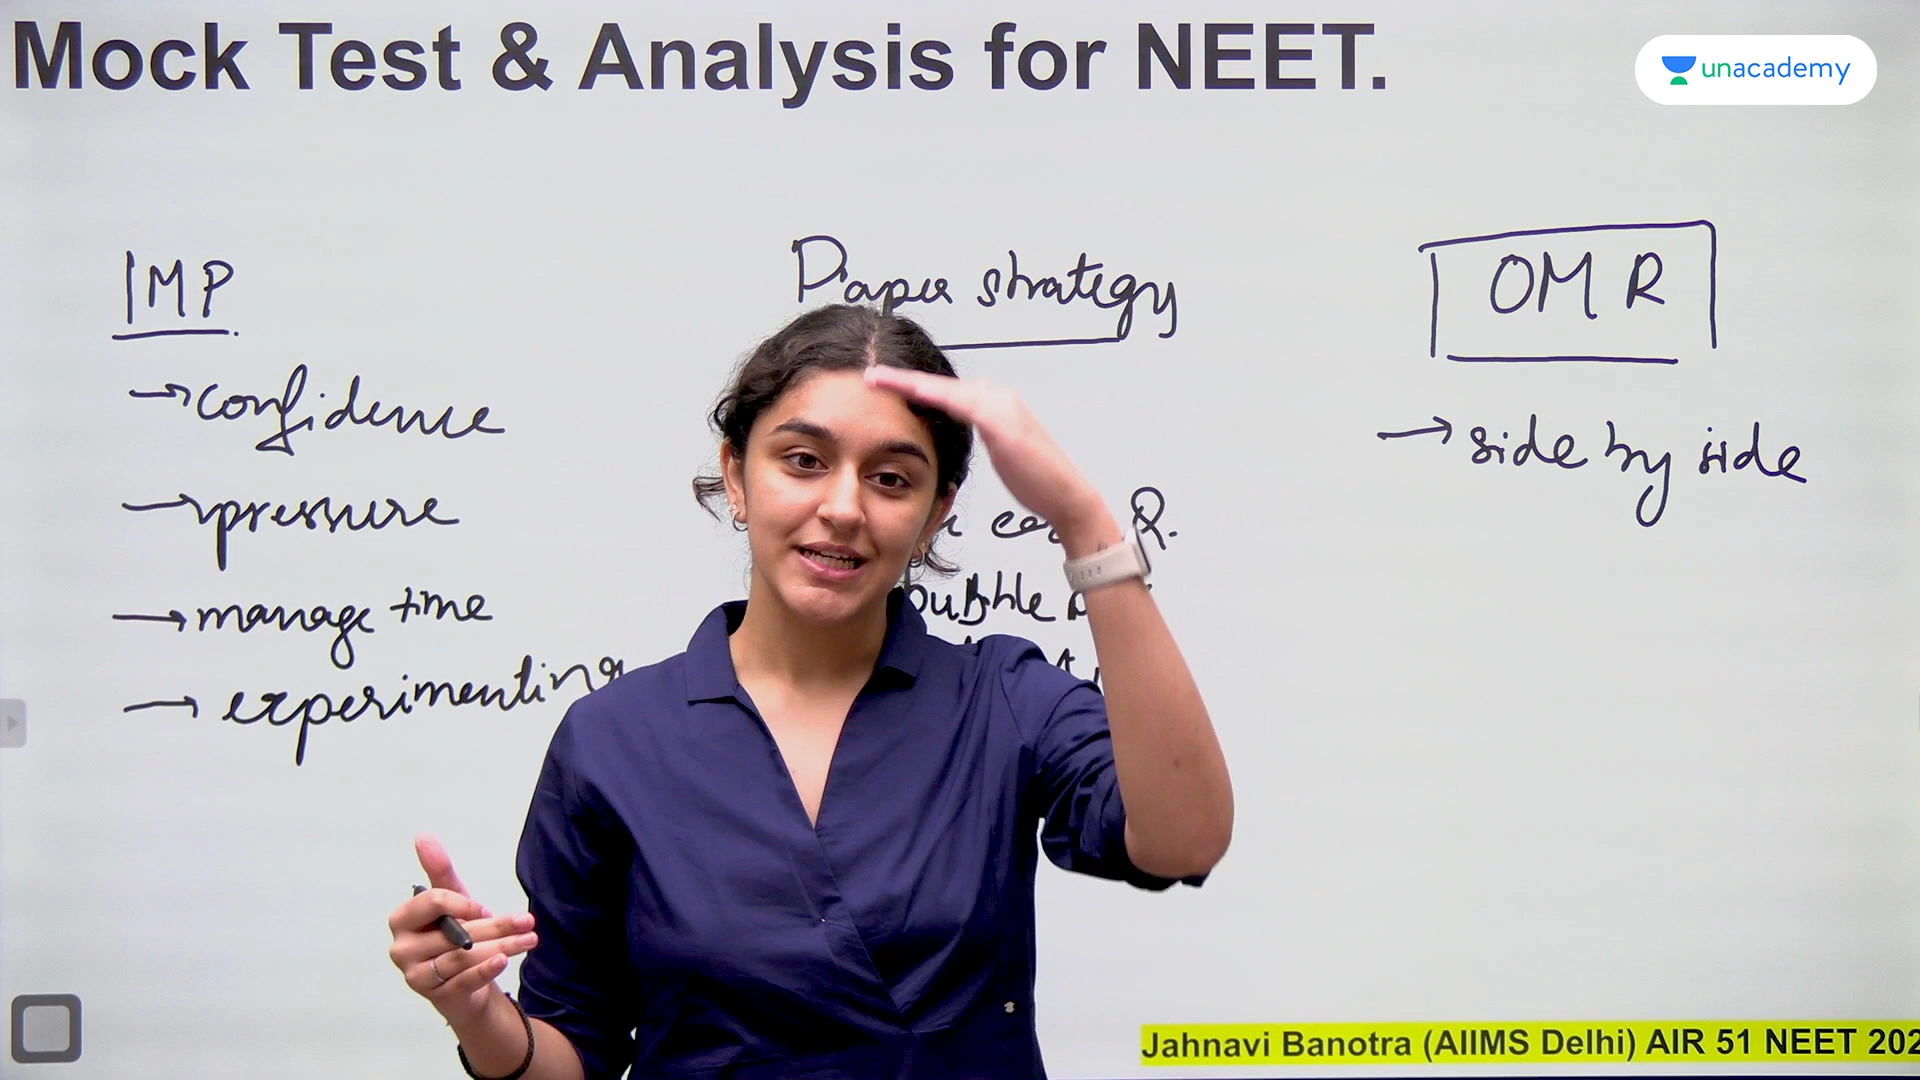 Mock Test & Analysis for NEET.
unacademy
IMP
→ confidence
→ pressure
→ manage time
→ experimenting
Paper strategy
Q.
bubble
OMR
→ side by side
Jahnavi Banotra (AIIMS Delhi) AIR 51 NEET 202